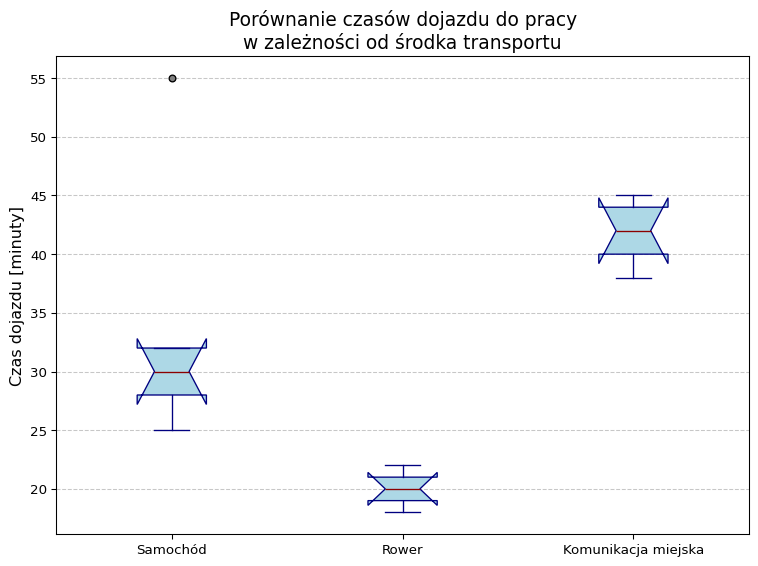 Porównanie czasów dojazdu do pracy
w zależności od środka transportu
Czas dojazdu [minuty]
55
50
45
40
35
30
25
20
Samochód
Rower
Komunikacja miejska